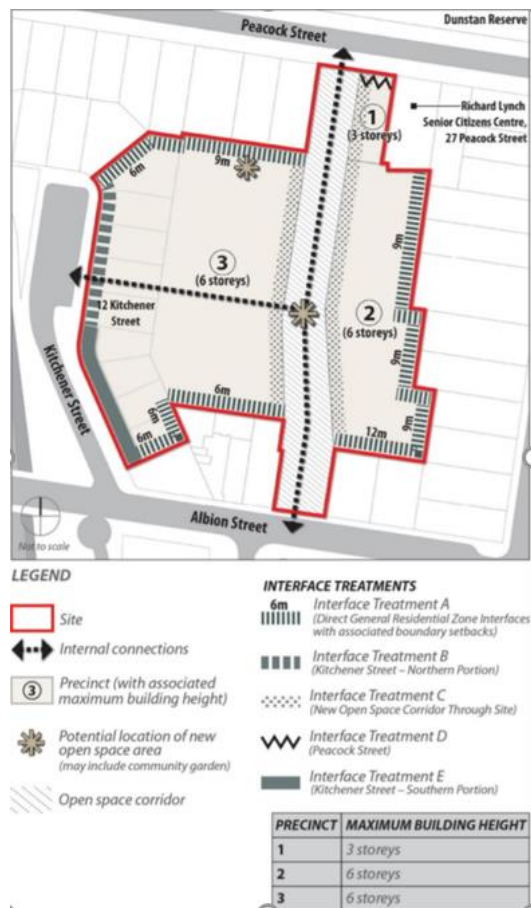 Peacock Street
Dunstan Reserve
1
(3 storeys)
Richard Lynch
Senior Citizens Centre,
27 Peacock Street
6m
9m
9m
3
(6 storeys)
2
(6 storeys)
12 Kitchener
Street
9m
Kitchener Street
6m
6m
6m
12m
9m
Albion Street
Not to scale
LEGEND
Site
Internal connections
3
Precinct (with associated
maximum building height)
Potential location of new
open space area
(may include community garden)
Open space corridor
INTERFACE TREATMENTS
6m
Interface Treatment A
(Direct General Residential Zone Interfaces
with associated boundary setbacks)
Interface Treatment B
(Kitchener Street – Northern Portion)
Interface Treatment C
(New Open Space Corridor Through Site)
Interface Treatment D
(Peacock Street)
Interface Treatment E
(Kitchener Street – Southern Portion)
PRECINCT MAXIMUM BUILDING HEIGHT
1 3 storeys
2 6 storeys
3 6 storeys